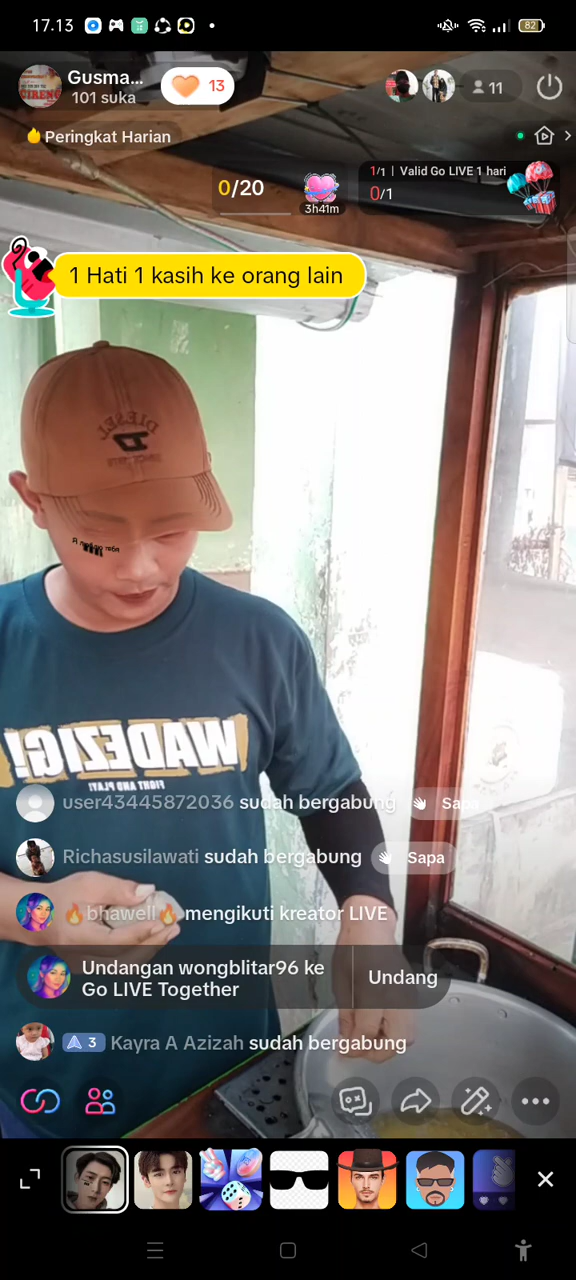 17.13
82
Gusma...
101 suka
13
11
Peringkat Harian
0/20
3h41m
1/1 | Valid Go LIVE 1 hari
0/1
1 Hati 1 kasih ke orang lain
DIESEL
D
WADEZIG!
FIGHT AND PLAY!
user43445872036 sudah bergabung
Sapa
Richasusilawati sudah bergabung
Sapa
🔥bhawell🔥 mengikuti kreator LIVE
Undangan wongblitar96 ke
Go LIVE Together
Undang
3 Kayra A Azizah sudah bergabung